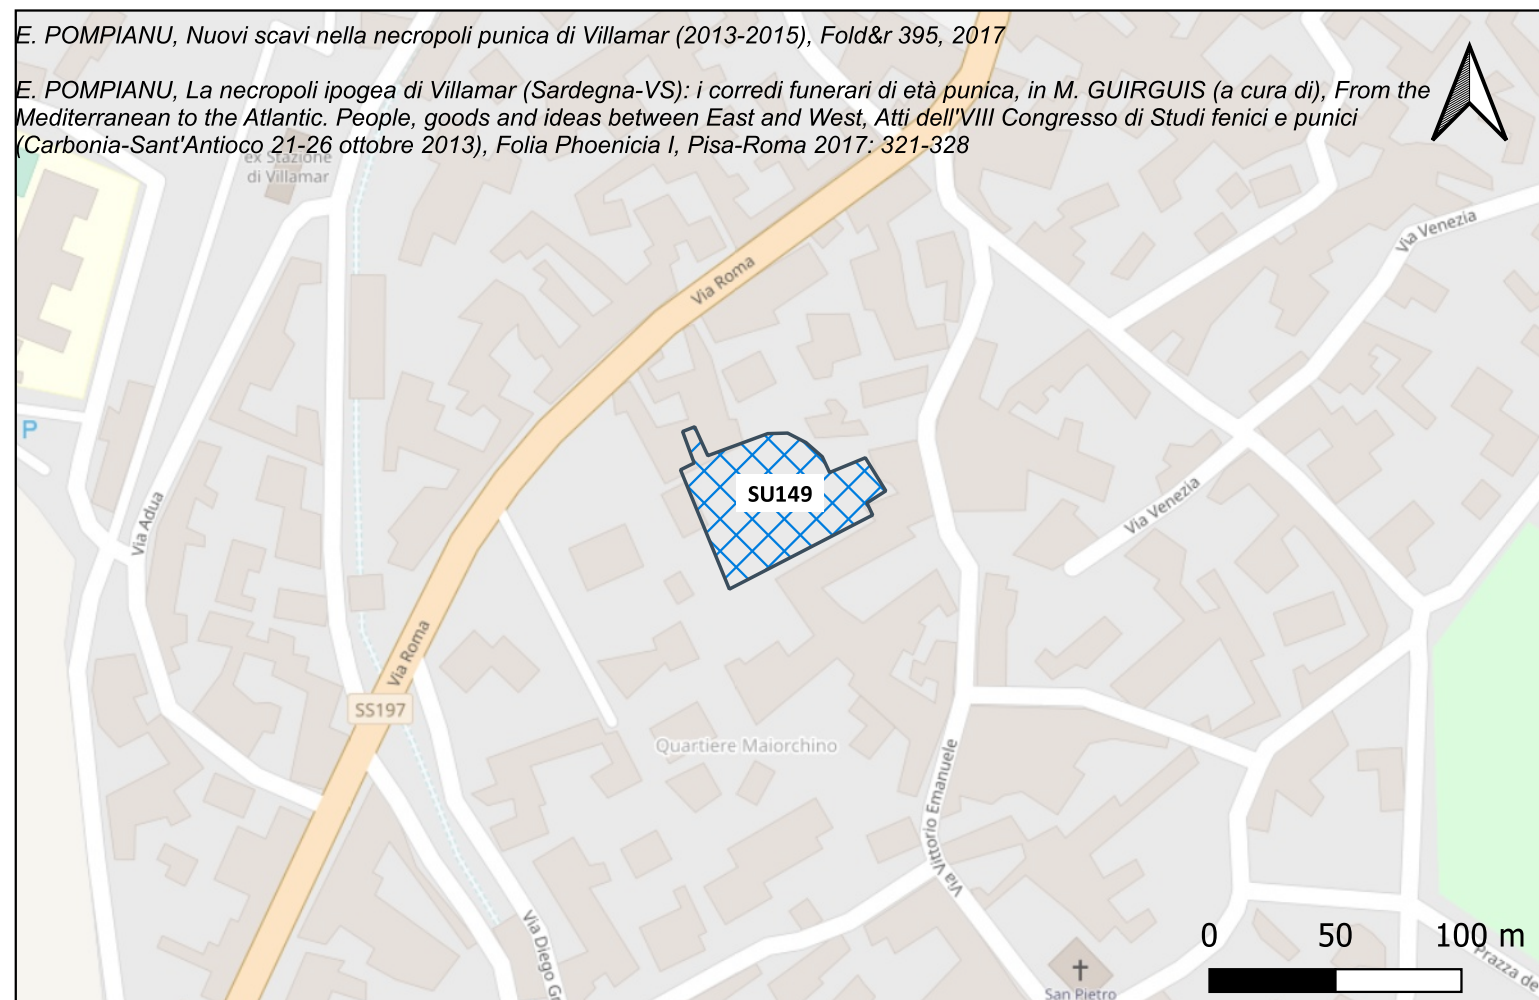 E. POMPIANU, Nuovi scavi nella necropoli punica di Villamar (2013-2015), Fold&r 395, 2017
E. POMPIANU, La necropoli ipogea di Villamar (Sardegna-VS): i corredi funerari di età punica, in M. GUIRGUIS (a cura di), From the
Mediterranean to the Atlantic. People, goods and ideas between East and West, Atti dell'VIII Congresso di Studi fenici e punici
(Carbonia-Sant'Antioco 21-26 ottobre 2013), Folia Phoenicia I, Pisa-Roma 2017: 321-328
ex Stazione
di Villamar
Via Venezia
Via Roma
P
SU149
Via Adua
Via Venezia
Via Roma
SS197
Quartiere Maiorchino
Via Vittorio Emanuele
Via
Via Diego Gr
0 50 100 m
Prazza de
San Pietro